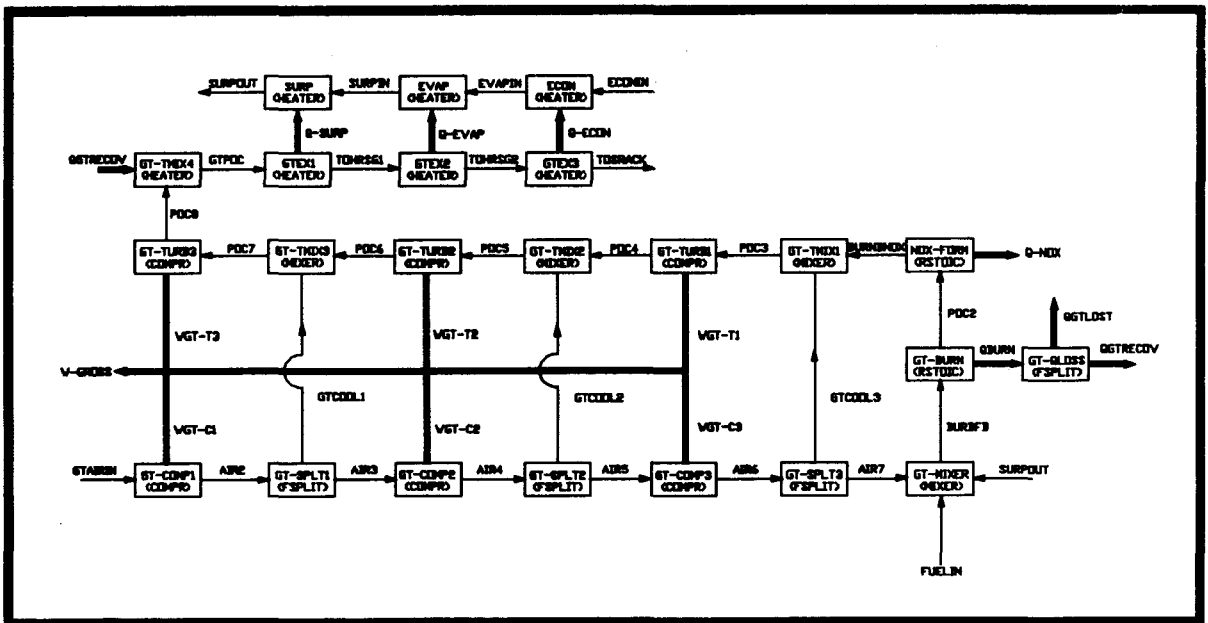 SURPOUT SURP (HEATER) SURPIN EVAP (HEATER) EVAPIN ECON (HEATER) ECONIN
Q-SURP Q-EVAP Q-ECON
QGTRECOV GT-TMIX4 (HEATER) GTPOC GTEX1 (HEATER) TOHRSG1 GTEX2 (HEATER) TOHRSG2 GTEX3 (HEATER) TOSTACK
POC8
GT-TURB3 (COMPR) POC7 GT-TMIX3 (MIXER) POC6 GT-TURB2 (COMPR) POC5 GT-TMIX2 (MIXER) POC4 GT-TURB1 (COMPR) POC3 GT-TMIX1 (MIXER) BURNBNOX NOX-FORM (RSTOIC) Q-NOX
WGT-T3 WGT-T2 WGT-T1 POC2 QGTLOST
W-GROSS GT-BURN (RSTOIC) QBURN GT-QLOSS (FSPLIT) QGTRECOV
GTCOOL1 GTCOOL2 GTCOOL3
WGT-C1 WGT-C2 WGT-C3
GTAIRIN GT-COMP1 (COMPR) AIR2 GT-SPLT1 (FSPLIT) AIR3 GT-COMP2 (COMPR) AIR4 GT-SPLT2 (FSPLIT) AIR5 GT-COMP3 (COMPR) AIR6 GT-SPLT3 (FSPLIT) AIR7 GT-MIXER (MIXER) SURPOUT
FUELIN